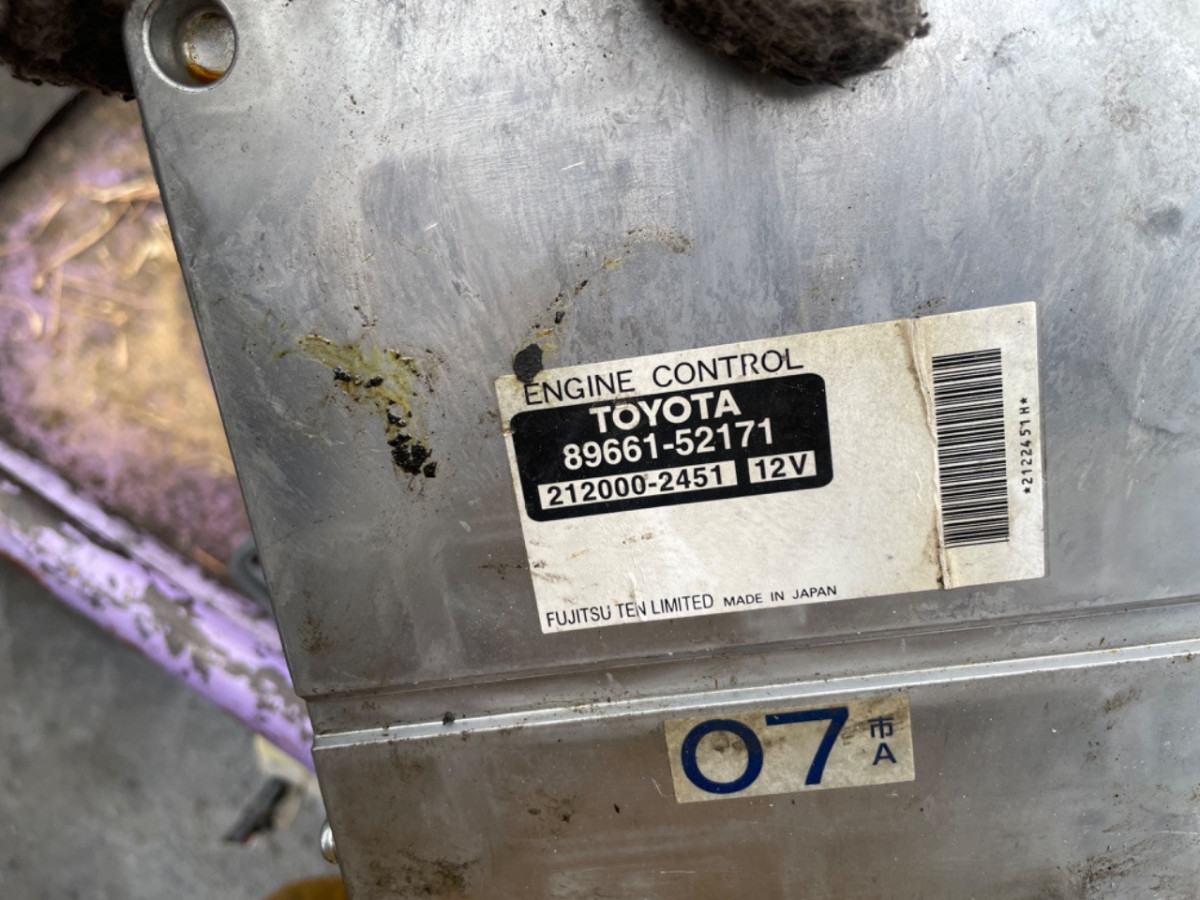 ENGINE CONTROL
TOYOTA
89661-52171
212000-2451 12V
*2122451H*
FUJITSU TEN LIMITED MADE IN JAPAN
07 市A